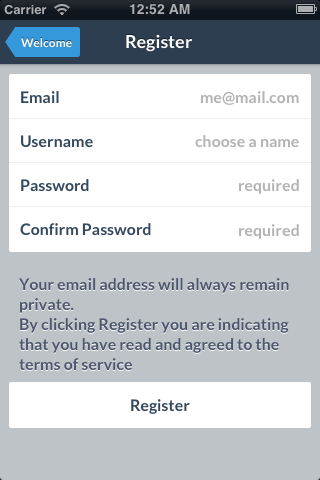 Carrier 12:52 AM
Welcome Register
Email me@mail.com
Username choose a name
Password required
Confirm Password required
Your email address will always remain
private.
By clicking Register you are indicating
that you have read and agreed to the
terms of service
Register